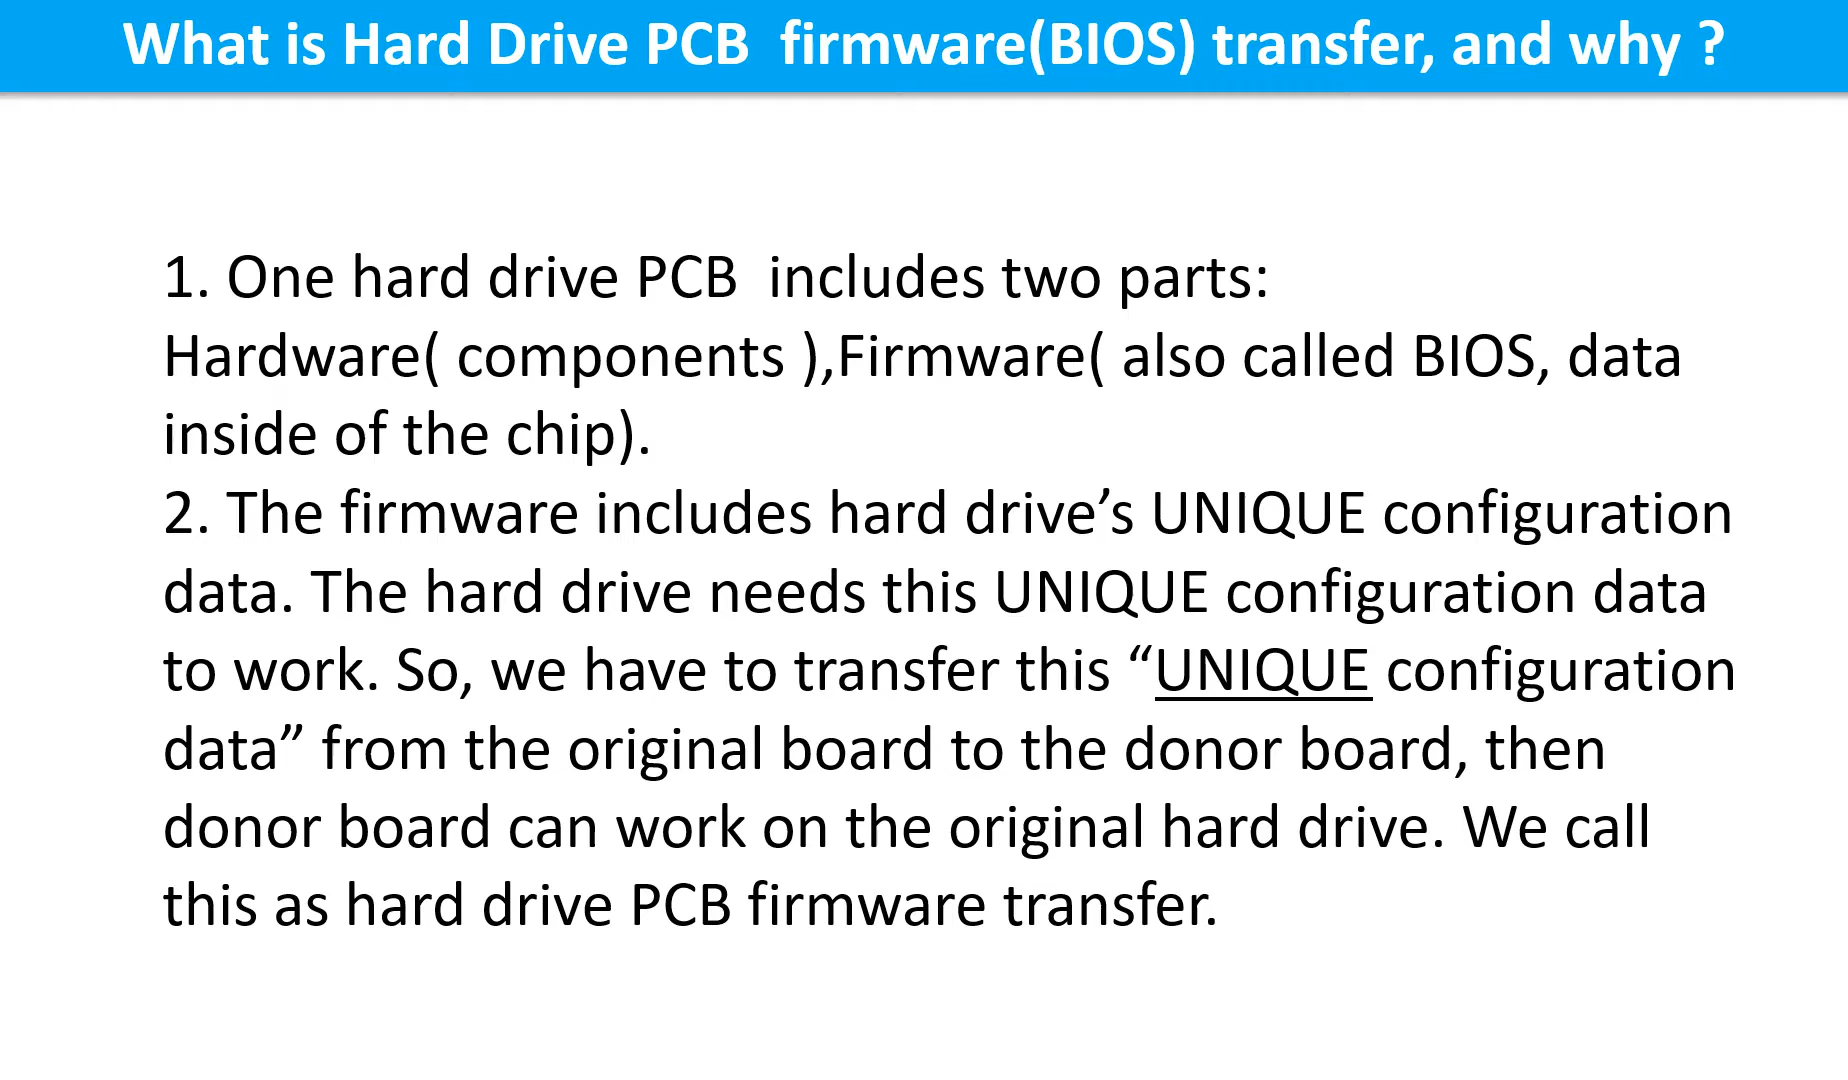 What is Hard Drive PCB  firmware(BIOS) transfer, and why ?
1. One hard drive PCB  includes two parts:
Hardware( components ),Firmware( also called BIOS, data
inside of the chip).
2. The firmware includes hard drive’s UNIQUE configuration
data. The hard drive needs this UNIQUE configuration data
to work. So, we have to transfer this “UNIQUE configuration
data” from the original board to the donor board, then
donor board can work on the original hard drive. We call
this as hard drive PCB firmware transfer.